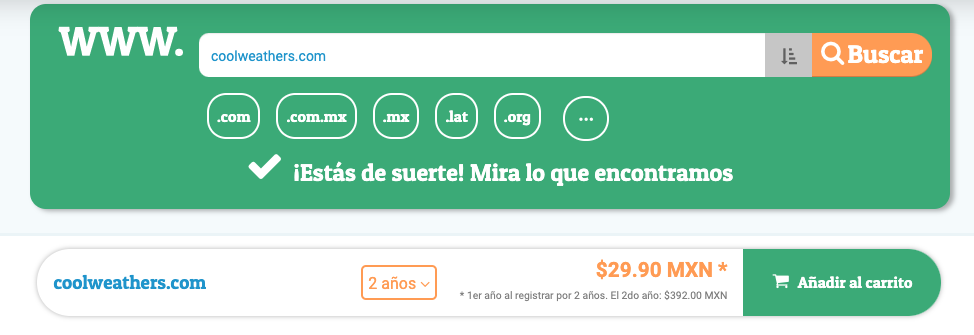 WWW.
coolweathers.com
Buscar
.com
.com.mx
.mx
.lat
.org
...
¡Estás de suerte! Mira lo que encontramos
coolweathers.com
2 años
$29.90 MXN *
* 1er año al registrar por 2 años. El 2do año: $392.00 MXN
Añadir al carrito